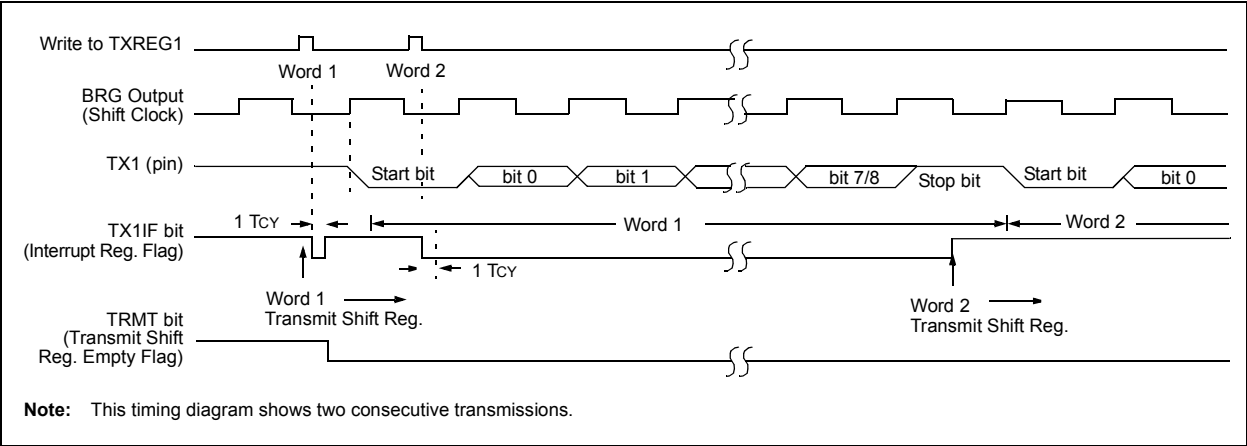 Write to TXREG1
Word 1 Word 2
BRG Output
(Shift Clock)
TX1 (pin)
Start bit bit 0 bit 1 bit 7/8 Stop bit Start bit bit 0
TX1IF bit
(Interrupt Reg. Flag)
1 TCY
Word 1
Word 2
1 TCY
Word 1
Transmit Shift Reg.
Word 2
Transmit Shift Reg.
TRMT bit
(Transmit Shift
Reg. Empty Flag)
Note: This timing diagram shows two consecutive transmissions.